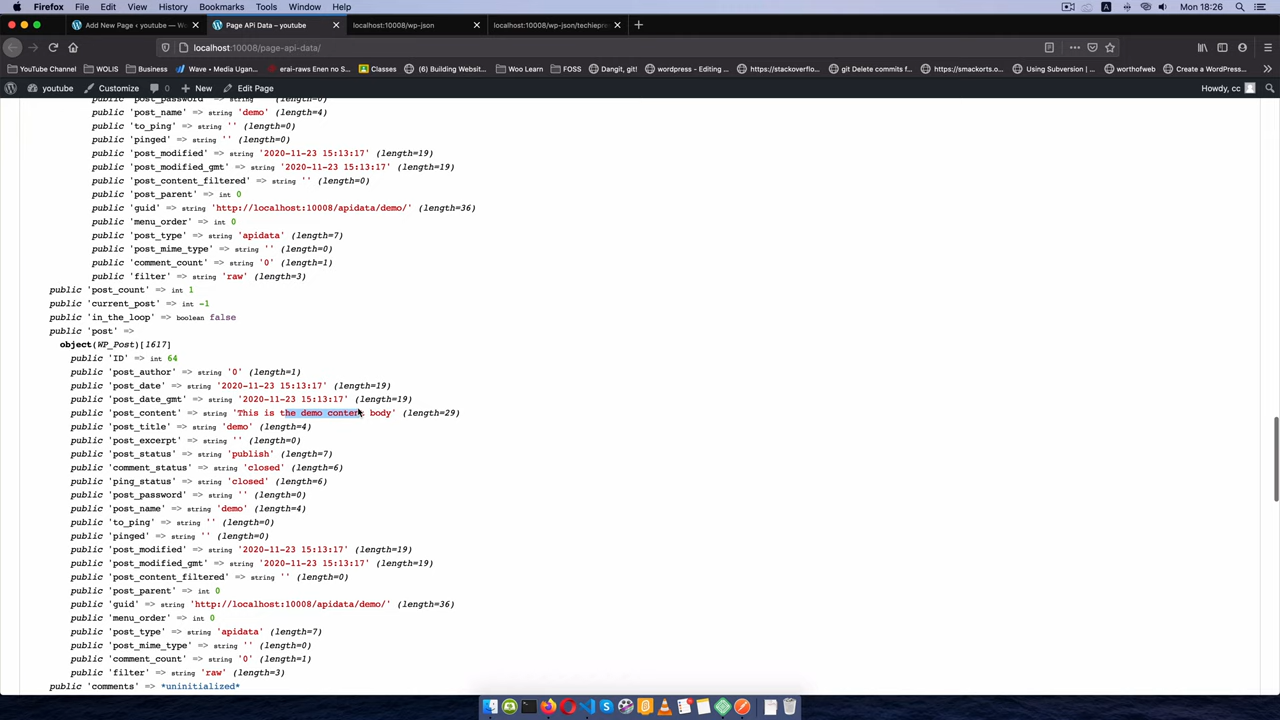 Firefox File Edit View History Bookmarks Tools Window Help Mon 18:26
Add New Page ‹ youtube — W
Page Api Data – youtube
localhost:10008/wp-json
localhost:10008/wp-json/techiepre
localhost:10008/page-api-data/
YouTube Channel WOLIS Business Wave • Media Ugan... erai-raws Enen no S... Classes (6) Building Websit... Woo Learn FOSS Dangit, git! wordpress - Editing ... https://stackoverflo... git Delete commits f... https://smackorts.o... Using Subversion (... worthofweb Create a WordPress...
youtube Customize 0 New Edit Page Howdy, cc
public 'post_password' => string '' (length=0)
public 'post_name' => string 'demo' (length=4)
public 'to_ping' => string '' (length=0)
public 'pinged' => string '' (length=0)
public 'post_modified' => string '2020-11-23 15:13:17' (length=19)
public 'post_modified_gmt' => string '2020-11-23 15:13:17' (length=19)
public 'post_content_filtered' => string '' (length=0)
public 'post_parent' => int 0
public 'guid' => string 'http://localhost:10008/apidata/demo/' (length=36)
public 'menu_order' => int 0
public 'post_type' => string 'apidata' (length=7)
public 'post_mime_type' => string '' (length=0)
public 'comment_count' => string '0' (length=1)
public 'filter' => string 'raw' (length=3)
public 'post_count' => int 1
public 'current_post' => int -1
public 'in_the_loop' => boolean false
public 'post' =>
object(WP_Post)[1617]
public 'ID' => int 64
public 'post_author' => string '0' (length=1)
public 'post_date' => string '2020-11-23 15:13:17' (length=19)
public 'post_date_gmt' => string '2020-11-23 15:13:17' (length=19)
public 'post_content' => string 'This is the demo content body' (length=29)
public 'post_title' => string 'demo' (length=4)
public 'post_excerpt' => string '' (length=0)
public 'post_status' => string 'publish' (length=7)
public 'comment_status' => string 'closed' (length=6)
public 'ping_status' => string 'closed' (length=6)
public 'post_password' => string '' (length=0)
public 'post_name' => string 'demo' (length=4)
public 'to_ping' => string '' (length=0)
public 'pinged' => string '' (length=0)
public 'post_modified' => string '2020-11-23 15:13:17' (length=19)
public 'post_modified_gmt' => string '2020-11-23 15:13:17' (length=19)
public 'post_content_filtered' => string '' (length=0)
public 'post_parent' => int 0
public 'guid' => string 'http://localhost:10008/apidata/demo/' (length=36)
public 'menu_order' => int 0
public 'post_type' => string 'apidata' (length=7)
public 'post_mime_type' => string '' (length=0)
public 'comment_count' => string '0' (length=1)
public 'filter' => string 'raw' (length=3)
public 'comments' => *uninitialized*